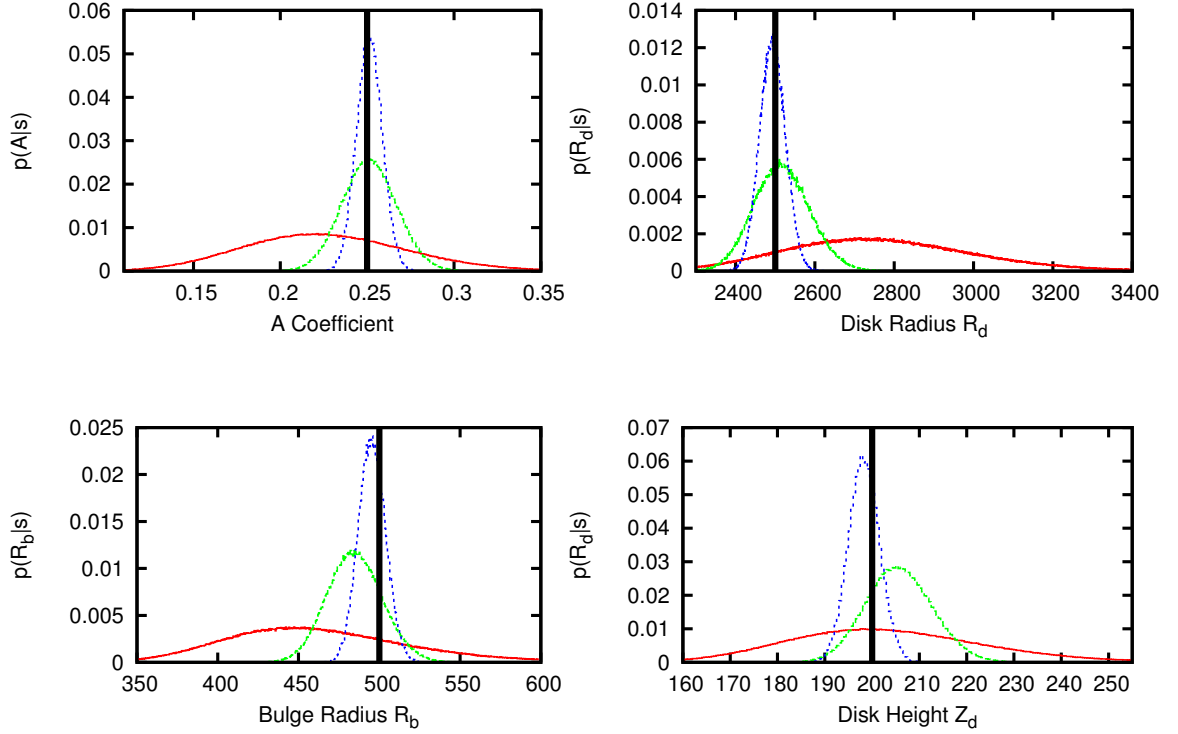 0.06
0.05
0.04
0.03
0.02
0.01
0
p(A|s)
0.15 0.2 0.25 0.3 0.35
A Coefficient
0.014
0.012
0.01
0.008
0.006
0.004
0.002
0
p(R_d|s)
2400 2600 2800 3000 3200 3400
Disk Radius R_d
0.025
0.02
0.015
0.01
0.005
0
p(R_b|s)
350 400 450 500 550 600
Bulge Radius R_b
0.07
0.06
0.05
0.04
0.03
0.02
0.01
0
p(R_d|s)
160 170 180 190 200 210 220 230 240 250
Disk Height Z_d